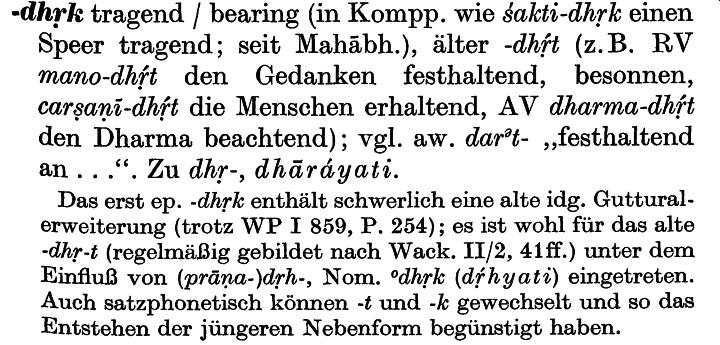 -dhṛk tragend / bearing (in Kompp. wie śakti-dhṛk einen
Speer tragend; seit Mahābh.), älter -dhṛ́t (z. B. RV
mano-dhṛ́t den Gedanken festhaltend, besonnen,
carṣaṇī-dhṛ́t die Menschen erhaltend, AV dharma-dhṛ́t
den Dharma beachtend); vgl. aw. darᵊt- „festhaltend
an . . .“. Zu dhṛ-, dhāráyati.
Das erst ep. -dhṛk enthält schwerlich eine alte idg. Guttural-
erweiterung (trotz WP I 859, P. 254); es ist wohl für das alte
-dhṛ-t (regelmäßig gebildet nach Wack. II/2, 41ff.) unter dem
Einfluß von (prāṇa-)dṛh-, Nom. °dhṛk (dṛ́hyati) eingetreten.
Auch satzphonetisch können -t und -k gewechselt und so das
Entstehen der jüngeren Nebenform begünstigt haben.